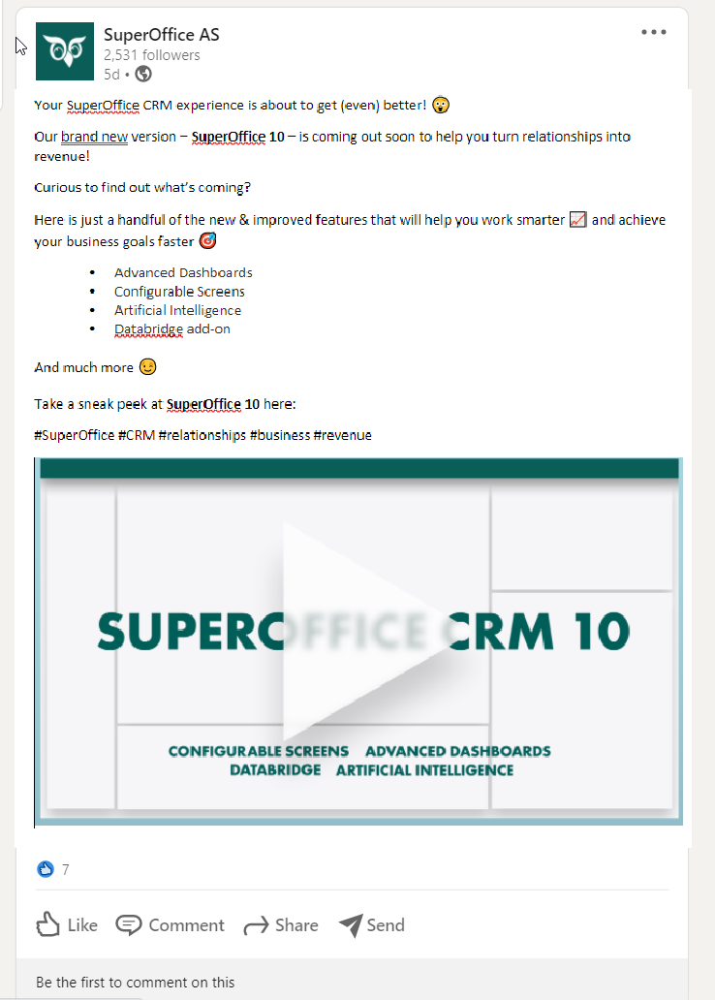 SuperOffice AS
2,531 followers
5d •
Your SuperOffice CRM experience is about to get (even) better! 😲
Our brand new version – SuperOffice 10 – is coming out soon to help you turn relationships into
revenue!
Curious to find out what's coming?
Here is just a handful of the new & improved features that will help you work smarter 📈 and achieve
your business goals faster 🎯
• Advanced Dashboards
• Configurable Screens
• Artificial Intelligence
• Databridge add-on
And much more 😉
Take a sneak peek at SuperOffice 10 here:
#SuperOffice #CRM #relationships #business #revenue
SUPEROFFICE CRM 10
CONFIGURABLE SCREENS ADVANCED DASHBOARDS
DATABRIDGE ARTIFICIAL INTELLIGENCE
7
Like Comment Share Send
Be the first to comment on this